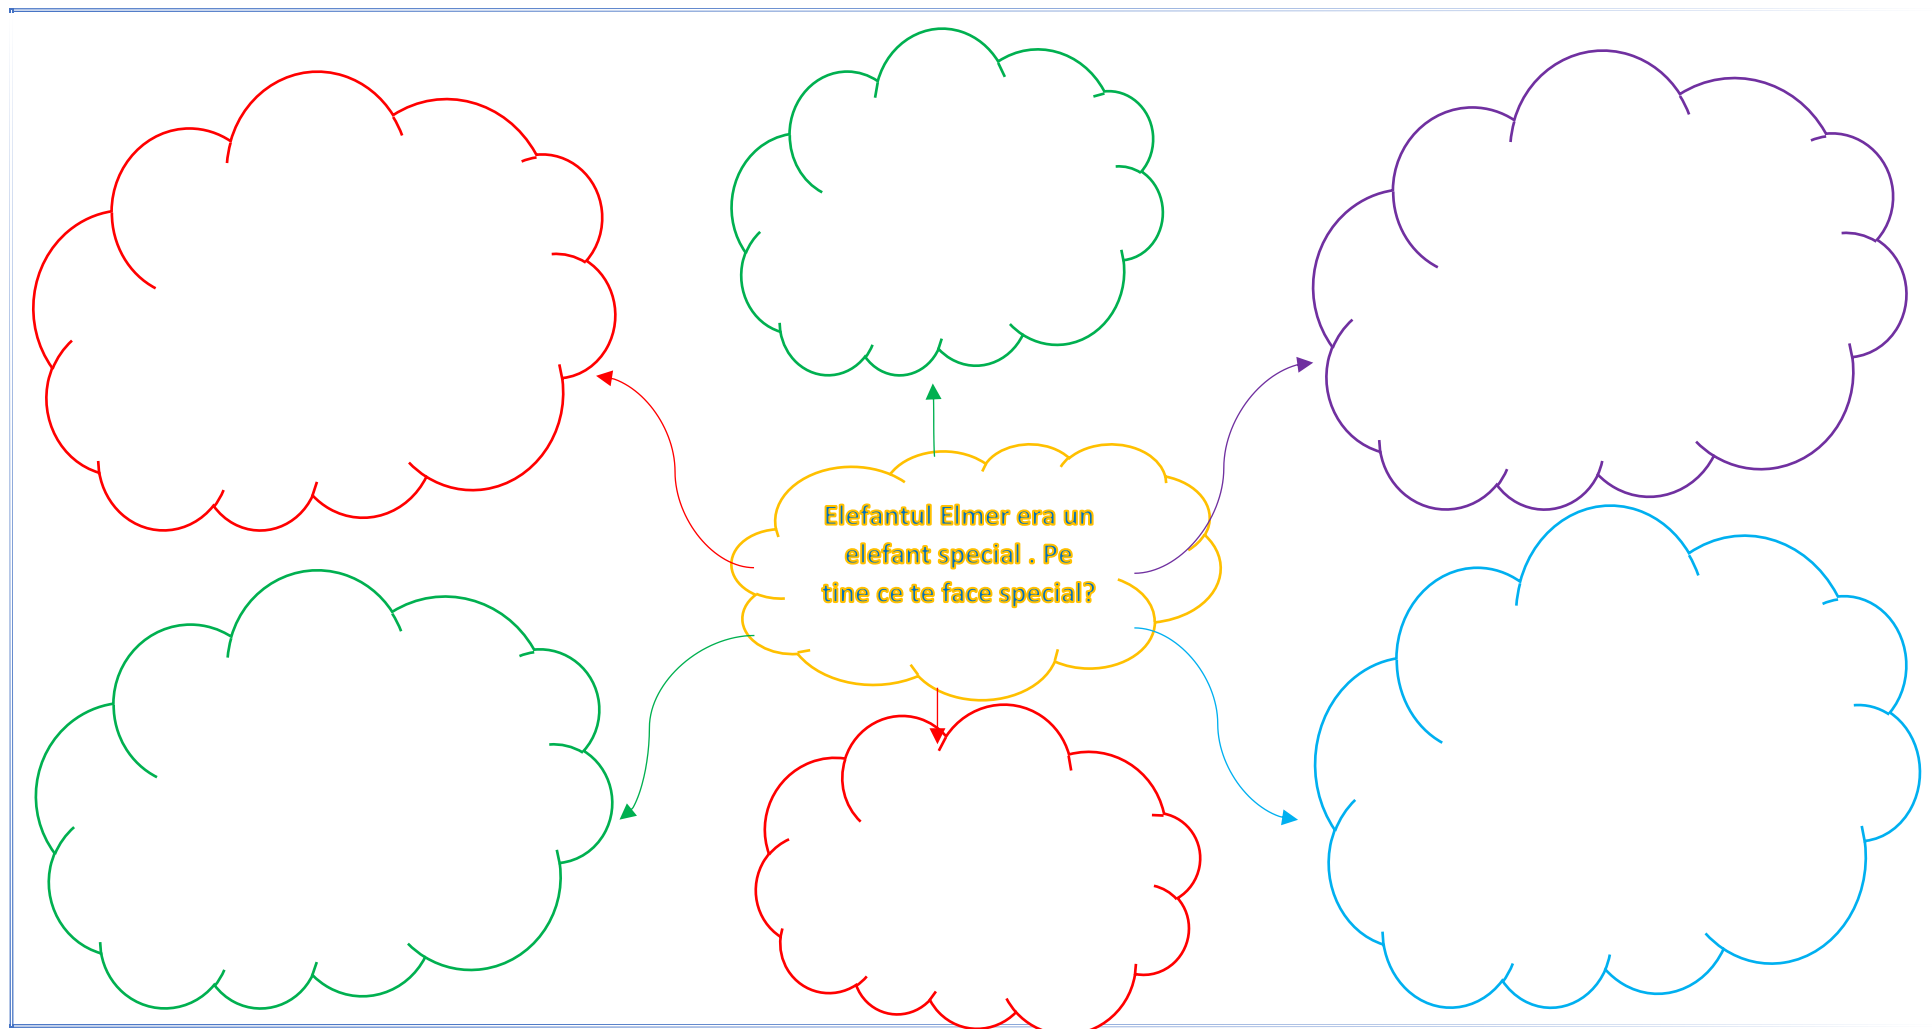 Elefantul Elmer era un
elefant special . Pe
tine ce te face special?